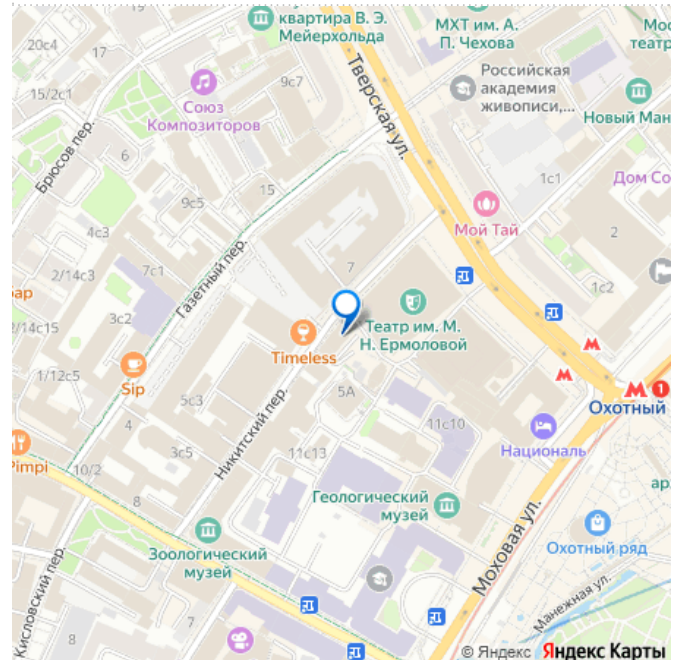 квартира В. Э.
Мейерхольда
МХТ им. А.
П. Чехова
20с4
9с7
Тверская ул.
Российская
академия
живописи,...
15/2с1
Союз
Композиторов
Новый Ман
Брюсов пер.
6
15
1с1
Дом Со
9с5
Мой Тай
4с3
2
7
2/14с3
7с1
Газетный пер.
1с2
бар
3с2
Театр им. М.
Н. Ермоловой
2/14с15
Timeless
1/12с5
Sip
5А
М
М
М 1
Охотный
5с3
Никитский пер.
4
3с5
11с10
Националь
Pimpi
10/2
11с13
ар
8
Геологический
музей
Моховая ул.
Зоологический
музей
Охотный ряд
Кисловский пер.
7
Манежная ул.
8
© Яндекс Яндекс Карты